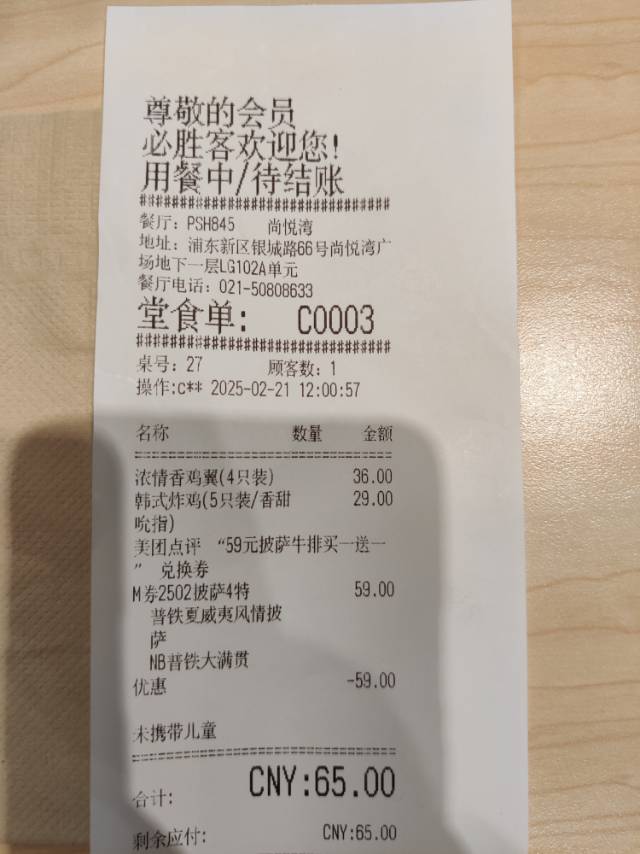 尊敬的会员
必胜客欢迎您!
用餐中/待结账
##########################################
餐厅: PSH845 尚悦湾
地址: 浦东新区银城路66号尚悦湾广
场地下一层LG102A单元
餐厅电话: 021-50808633
堂食单: C0003
##########################################
桌号: 27 顾客数: 1
操作:c** 2025-02-21 12:00:57
名称 数量 金额
==========================================
浓情香鸡翼(4只装) 36.00
韩式炸鸡(5只装/香甜 29.00
吮指)
美团点评 “59元披萨牛排买一送一
” 兑换券
M券2502披萨4特 59.00
普铁夏威夷风情披
萨
NB普铁大满贯
优惠 -59.00
未携带儿童
==========================================
合计: CNY:65.00
剩余应付: CNY:65.00